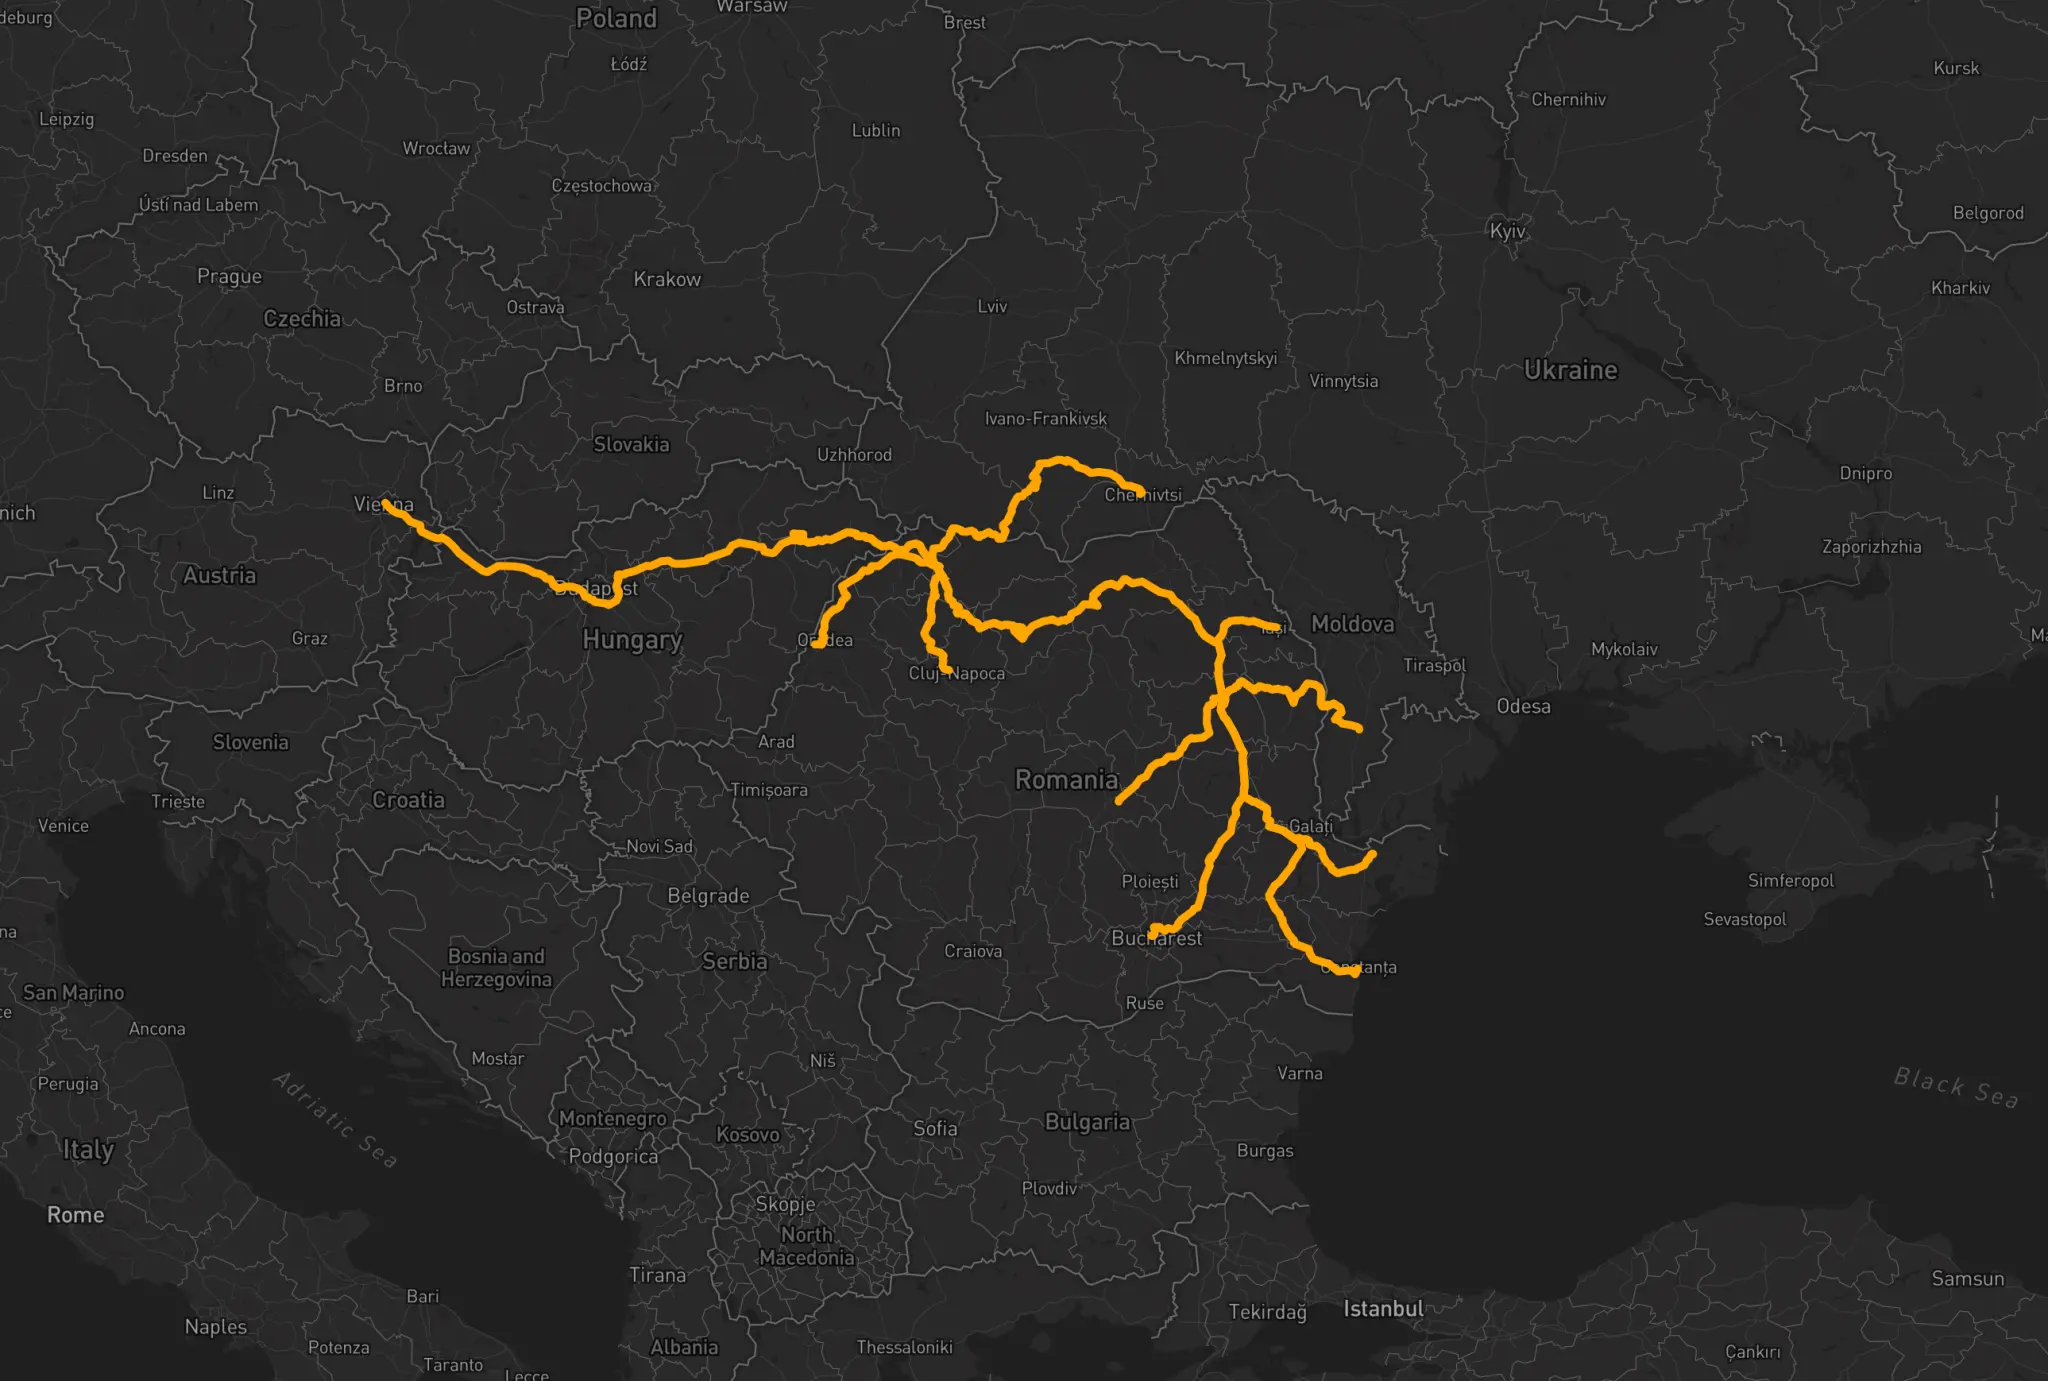 Warsaw
deburg
Poland
Brest
Łódź
Kursk
Chernihiv
Leipzig
Lublin
Wrocław
Dresden
Częstochowa
Ústí nad Labem
Belgorod
Kyiv
Prague
Krakow
Kharkiv
Ostrava
Lviv
Czechia
Khmelnytskyi
Ukraine
Vinnytsia
Brno
Ivano-Frankivsk
Slovakia
Uzhhorod
Dnipro
Linz
Chernivtsi
Vienna
nich
Zaporizhzhia
Austria
Budapest
Moldova
Iași
Ma
Graz
Hungary
Oradea
Mykolaiv
Tiraspol
Cluj-Napoca
Odesa
Slovenia
Arad
Romania
Timișoara
Croatia
Trieste
Venice
Galați
Novi Sad
Ploiești
Simferopol
Belgrade
Sevastopol
na
Bucharest
Craiova
Bosnia and
Herzegovina
Serbia
Constanța
San Marino
Ruse
ce
Ancona
Mostar
Niš
Varna
Perugia
Adriatic Sea
Black Sea
Montenegro
Kosovo
Sofia
Bulgaria
Italy
Podgorica
Burgas
Plovdiv
Skopje
Rome
North
Macedonia
Tirana
Samsun
Bari
Tekirdağ
Istanbul
Naples
Potenza
Albania
Thessaloniki
Çankırı
Taranto
Lecce